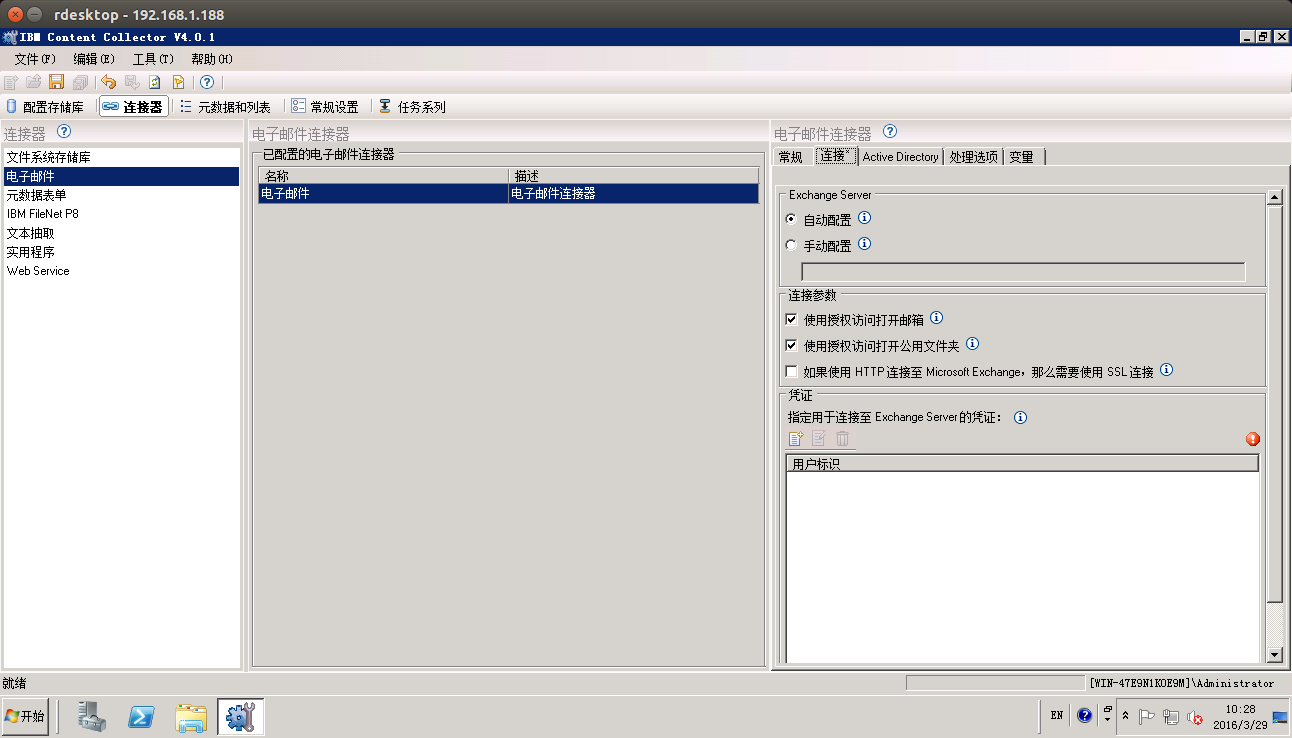 rdesktop - 192.168.1.188
IBM Content Collector V4.0.1
文件(F) 编辑(E) 工具(T) 帮助(H)
配置存储库 连接器 元数据和列表 常规设置 任务系列
连接器
文件系统存储库
电子邮件
元数据表单
IBM FileNet P8
文本抽取
实用程序
Web Service
电子邮件连接器
已配置的电子邮件连接器
名称 描述
电子邮件 电子邮件连接器
电子邮件连接器
常规 连接* Active Directory 处理选项 变量
Exchange Server
自动配置
手动配置
连接参数
使用授权访问打开邮箱
使用授权访问打开公用文件夹
如果使用 HTTP 连接至 Microsoft Exchange，那么需要使用 SSL 连接
凭证
指定用于连接至 Exchange Server 的凭证：
用户标识
就绪
[WIN-47E9N1KOE9M]\Administrator
开始
EN
10:28
2016/3/29